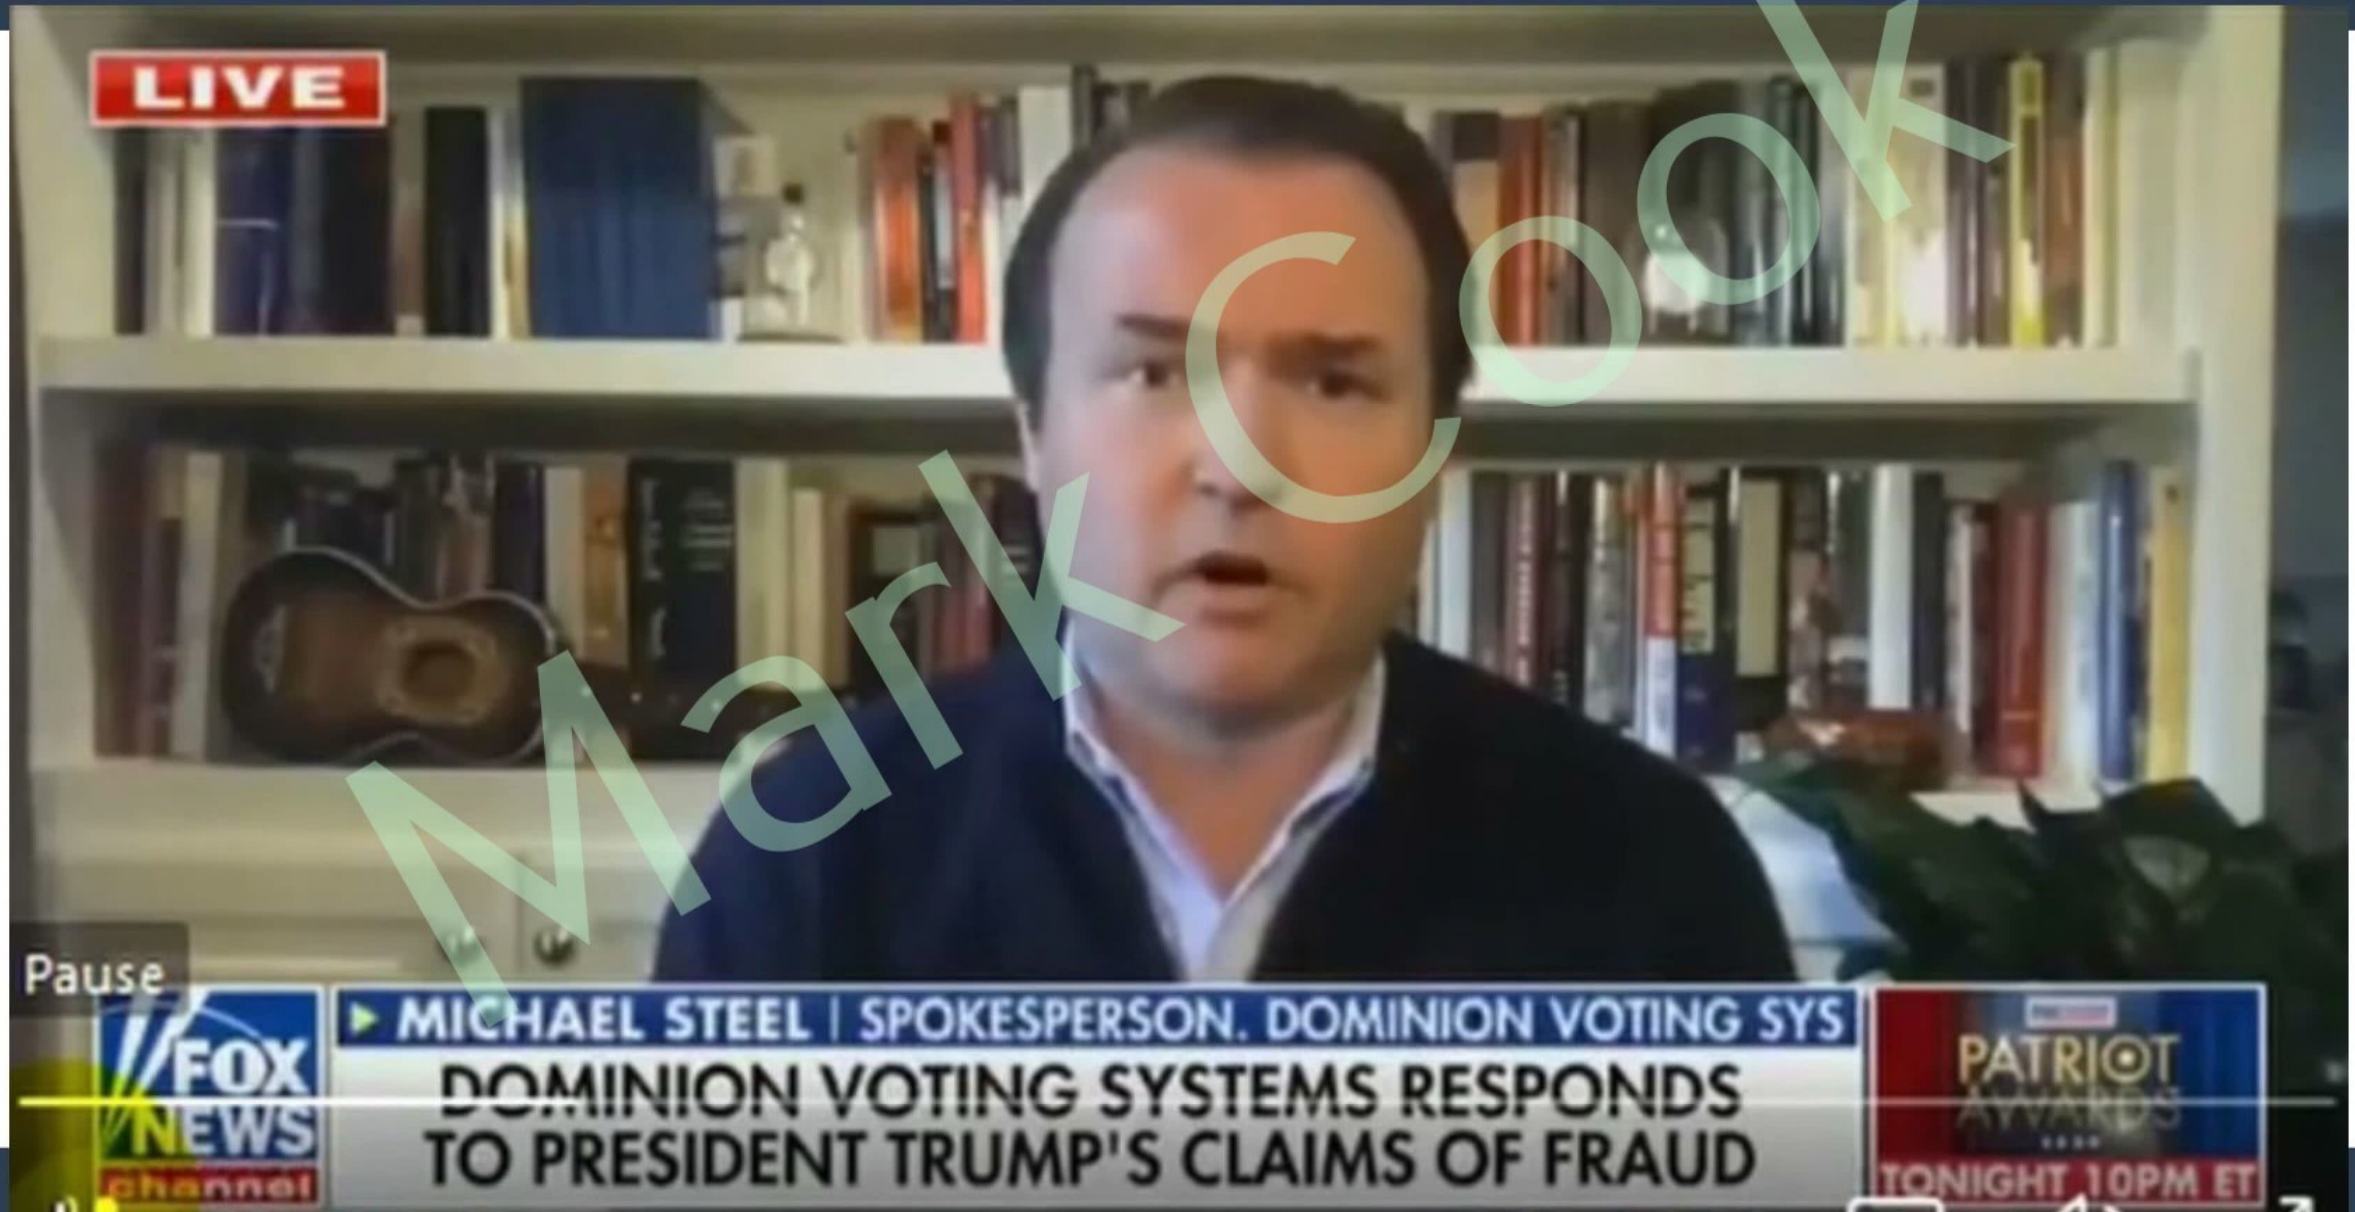 LIVE
Mark Cook
Pause
MICHAEL STEEL | SPOKESPERSON. DOMINION VOTING SYS
DOMINION VOTING SYSTEMS RESPONDS
TO PRESIDENT TRUMP'S CLAIMS OF FRAUD
FOX
NEWS
channel
PATRIOT
AWARDS
TONIGHT 10PM ET